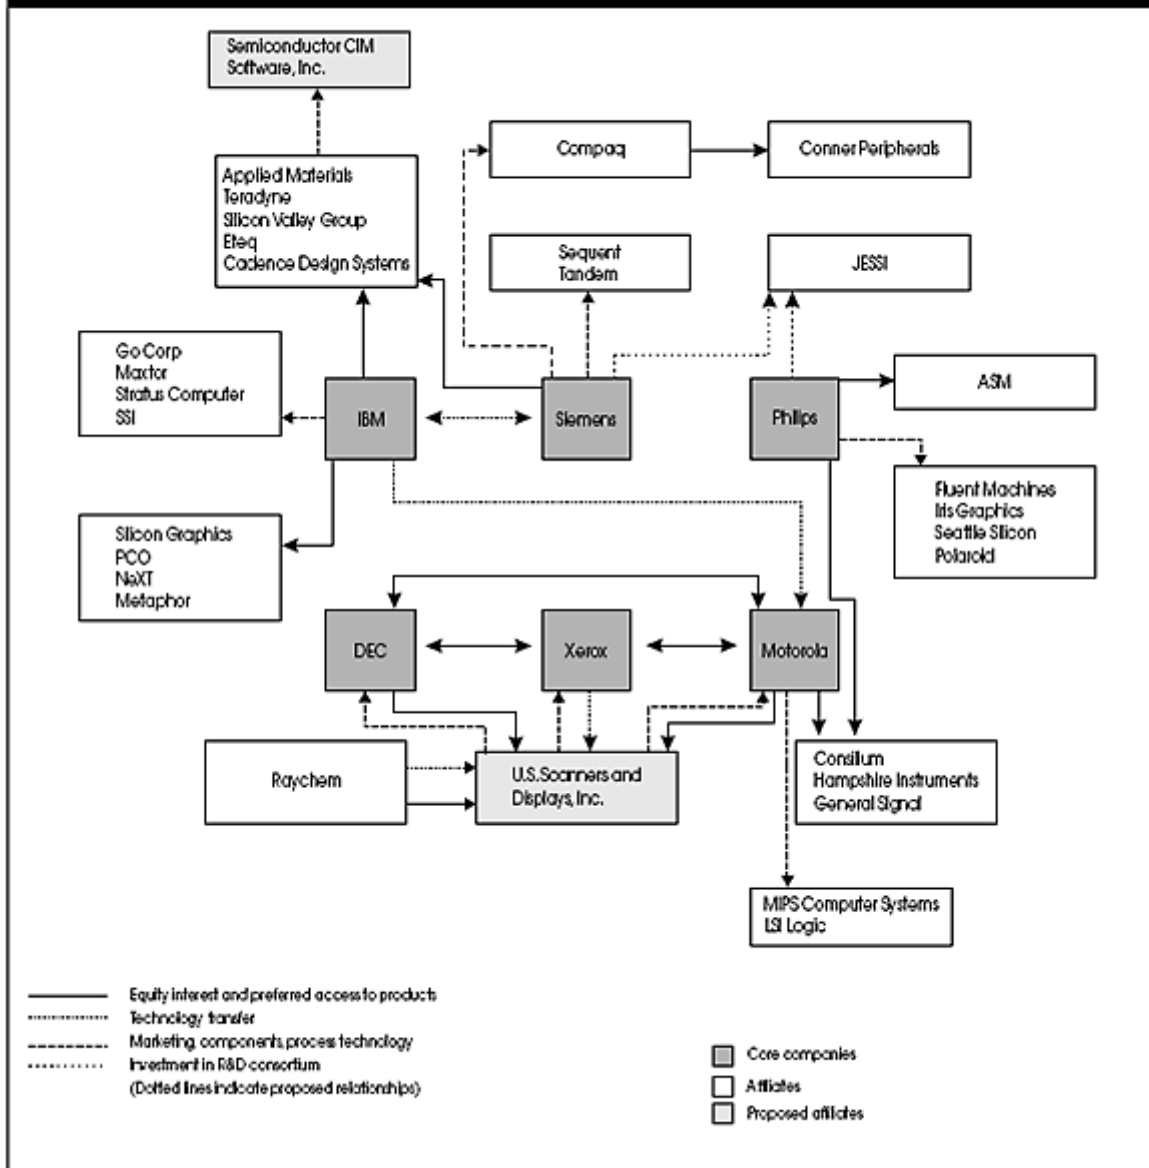 Semiconductor CIM
Software, Inc.
Compaq
Conner Peripherals
Applied Materials
Teradyne
Silicon Valley Group
Eteq
Cadence Design Systems
Sequent
Tandem
JESSI
Go Corp
Maxtor
Stratus Computer
SSI
IBM
Siemens
Philips
ASM
Fluent Machines
Iris Graphics
Seattle Silicon
Polaroid
Silicon Graphics
PCO
NeXT
Metaphor
DEC
Xerox
Motorola
Raychem
U.S. Scanners and
Displays, Inc.
Consilium
Hampshire Instruments
General Signal
MIPS Computer Systems
LSI Logic
Equity interest and preferred access to products
Technology transfer
Marketing, components, process technology
Investment in R&D consortium
(Dotted lines indicate proposed relationships)
Core companies
Affiliates
Proposed affiliates